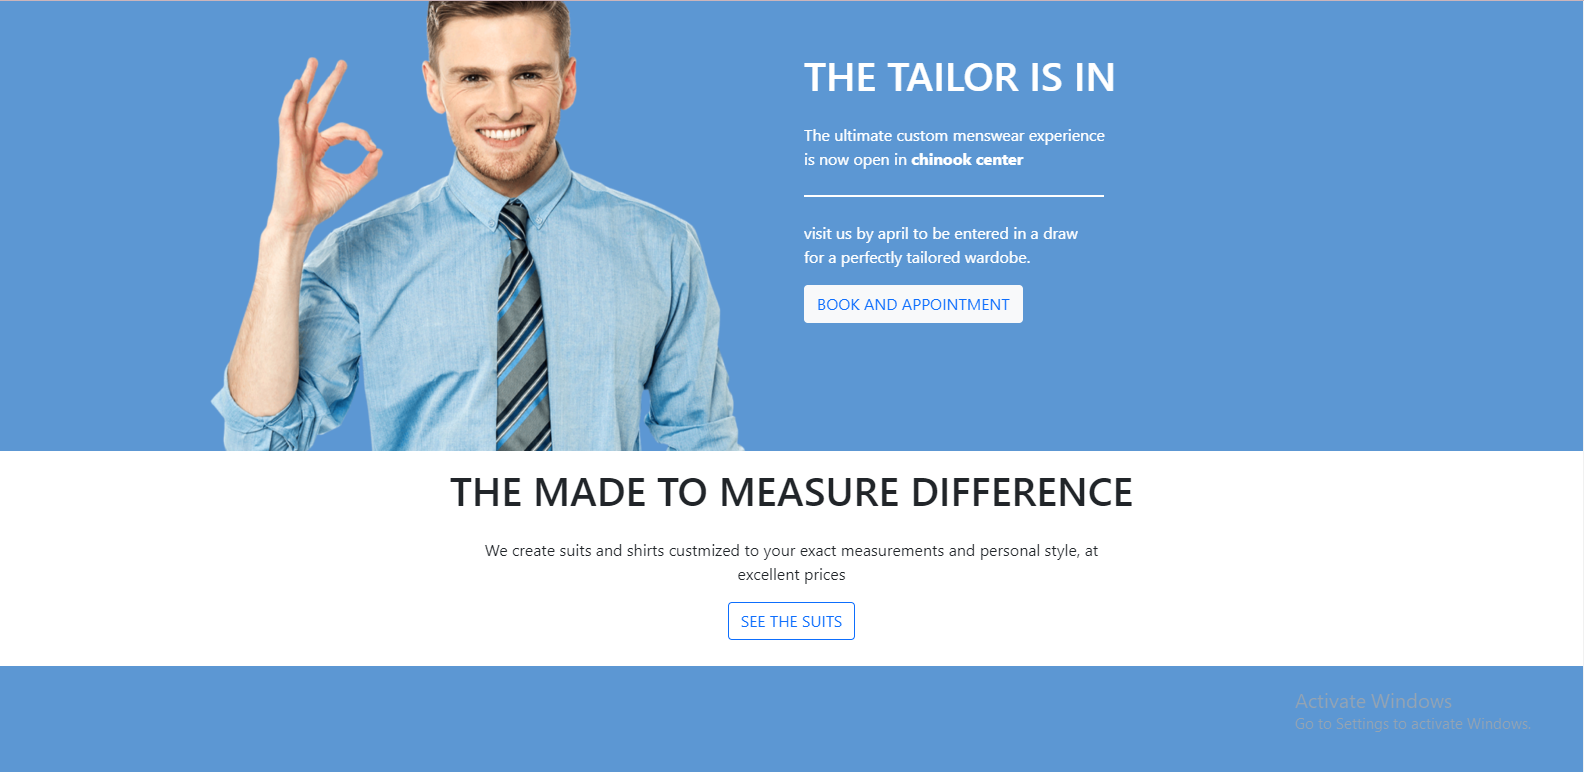 THE TAILOR IS IN
The ultimate custom menswear experience
is now open in chinook center
visit us by april to be entered in a draw
for a perfectly tailored wardobe.
BOOK AND APPOINTMENT
THE MADE TO MEASURE DIFFERENCE
We create suits and shirts custmized to your exact measurements and personal style, at
excellent prices
SEE THE SUITS
Activate Windows
Go to Settings to activate Windows.